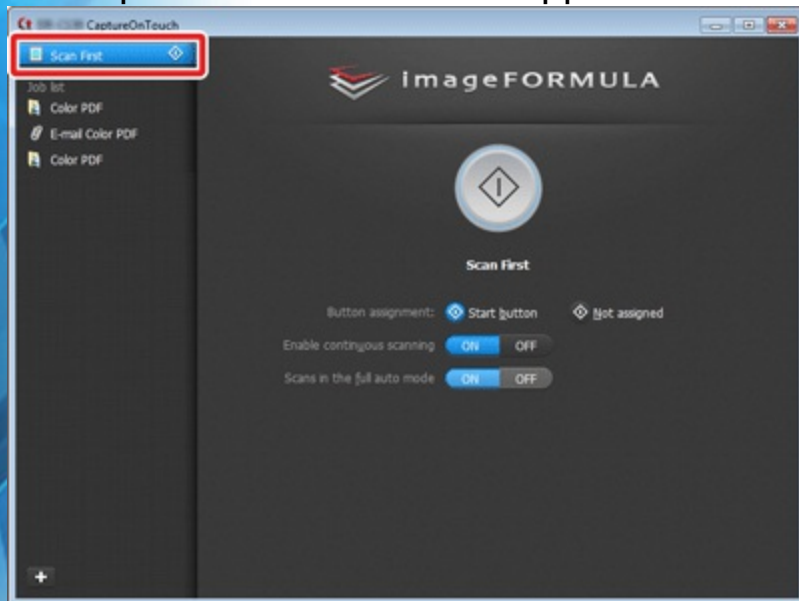 CaptureOnTouch
Scan First
Job list
Color PDF
E-mail Color PDF
Color PDF
imageFORMULA
Scan First
Button assignment: Start button Not assigned
Enable continuous scanning ON OFF
Scans in the full auto mode ON OFF